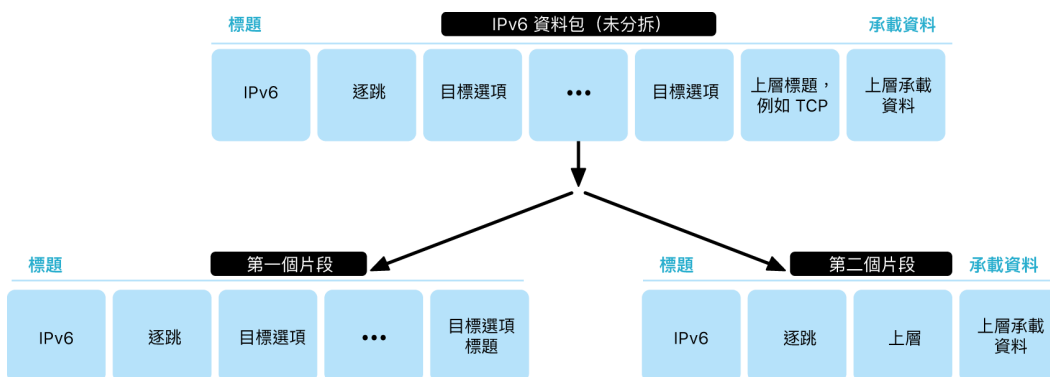 標題
IPv6 資料包（未分拆）
承載資料
IPv6
逐跳
目標選項
•••
目標選項
上層標題，
例如 TCP
上層承載
資料
標題
第一個片段
IPv6
逐跳
目標選項
•••
目標選項
標題
標題
第二個片段
承載資料
IPv6
逐跳
上層
上層承載
資料